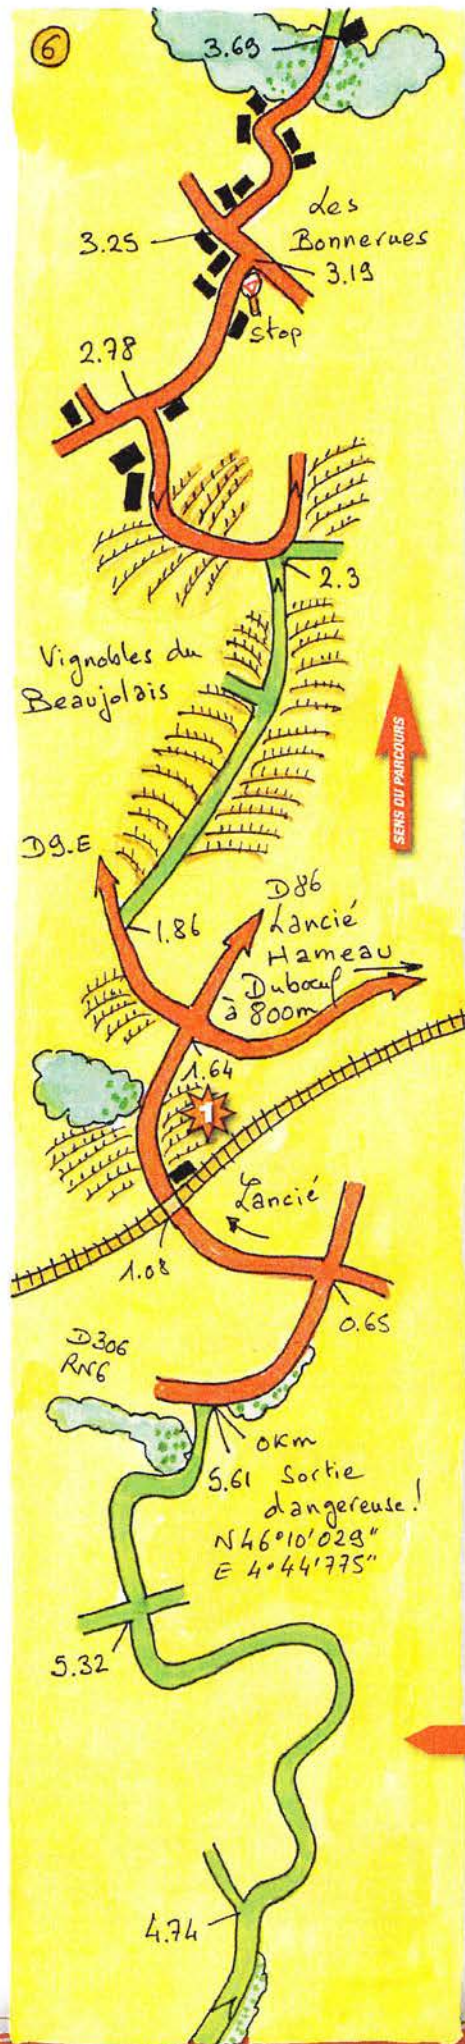 6
3.69
Les
Bonnerues
3.25
3.19
stop
2.78
2.3
Vignobles du
Beaujolais
SENS DU PARCOURS
D9.E
1.86
D86
Lancié
Hameau
Duboeuf
à 800m
1.64
1
Lancié
1.08
0.65
D306
RN6
0Km
5.61 Sortie
dangereuse!
N46°10'029"
E 4°44'775"
5.32
4.74